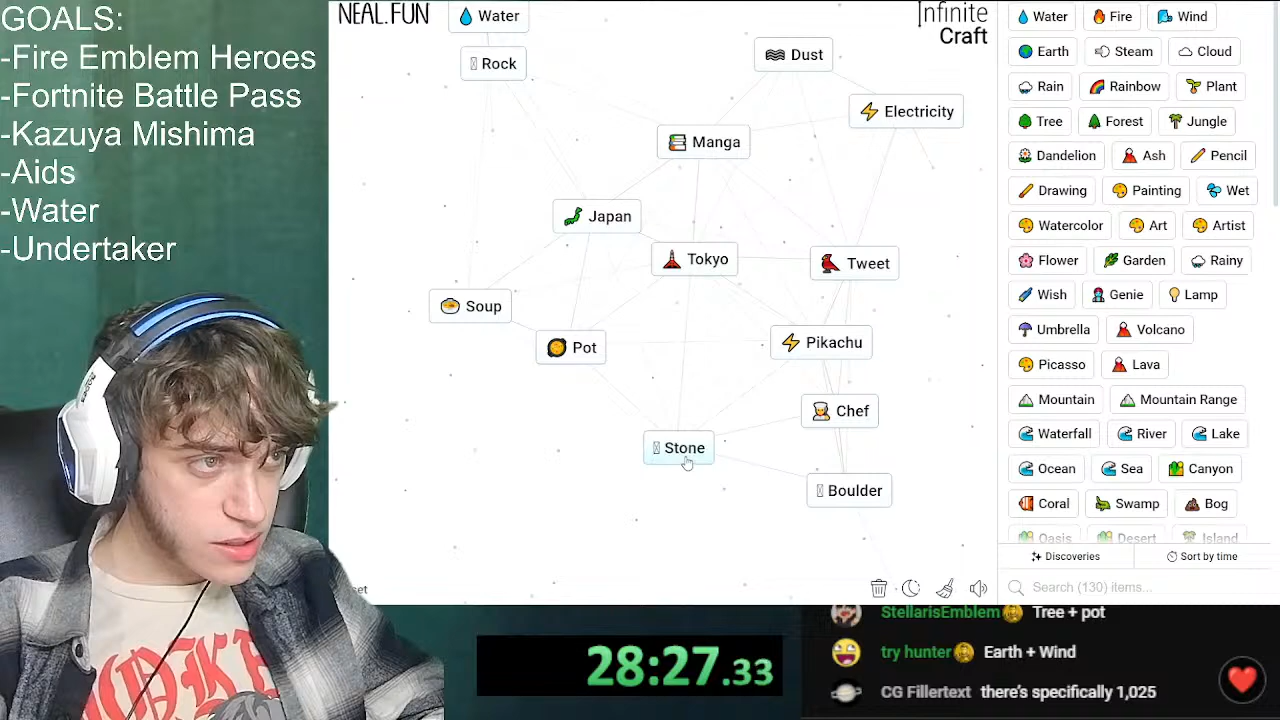 GOALS:
-Fire Emblem Heroes
-Fortnite Battle Pass
-Kazuya Mishima
-Aids
-Water
-Undertaker
NEAL.FUN
Infinite
Craft
Water
Rock
Dust
Electricity
Manga
Japan
Tokyo
Tweet
Soup
Pot
Pikachu
Chef
Stone
Boulder
Water Fire Wind
Earth Steam Cloud
Rain Rainbow Plant
Tree Forest Jungle
Dandelion Ash Pencil
Drawing Painting Wet
Watercolor Art Artist
Flower Garden Rainy
Wish Genie Lamp
Umbrella Volcano
Picasso Lava
Mountain Mountain Range
Waterfall River Lake
Ocean Sea Canyon
Coral Swamp Bog
Oasis Desert Island
Discoveries Sort by time
Search (130) items...
28:27.33
StellarisEmblem Tree + pot
try hunter Earth + Wind
CG Fillertext there's specifically 1,025